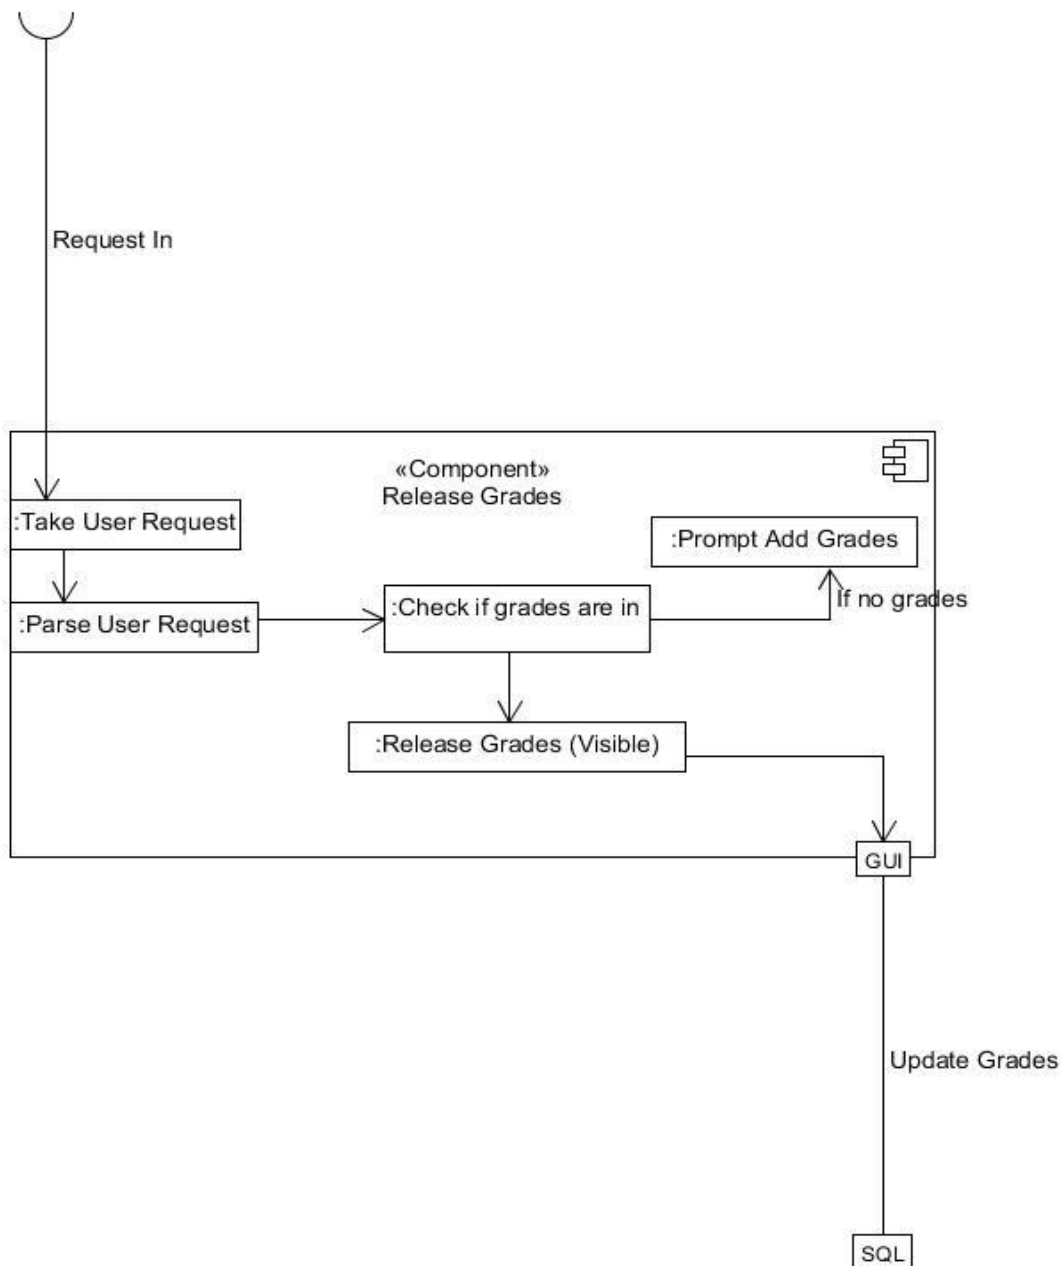 Request In
«Component»
Release Grades
:Take User Request
:Prompt Add Grades
:Parse User Request
:Check if grades are in
If no grades
:Release Grades (Visible)
GUI
Update Grades
SQL